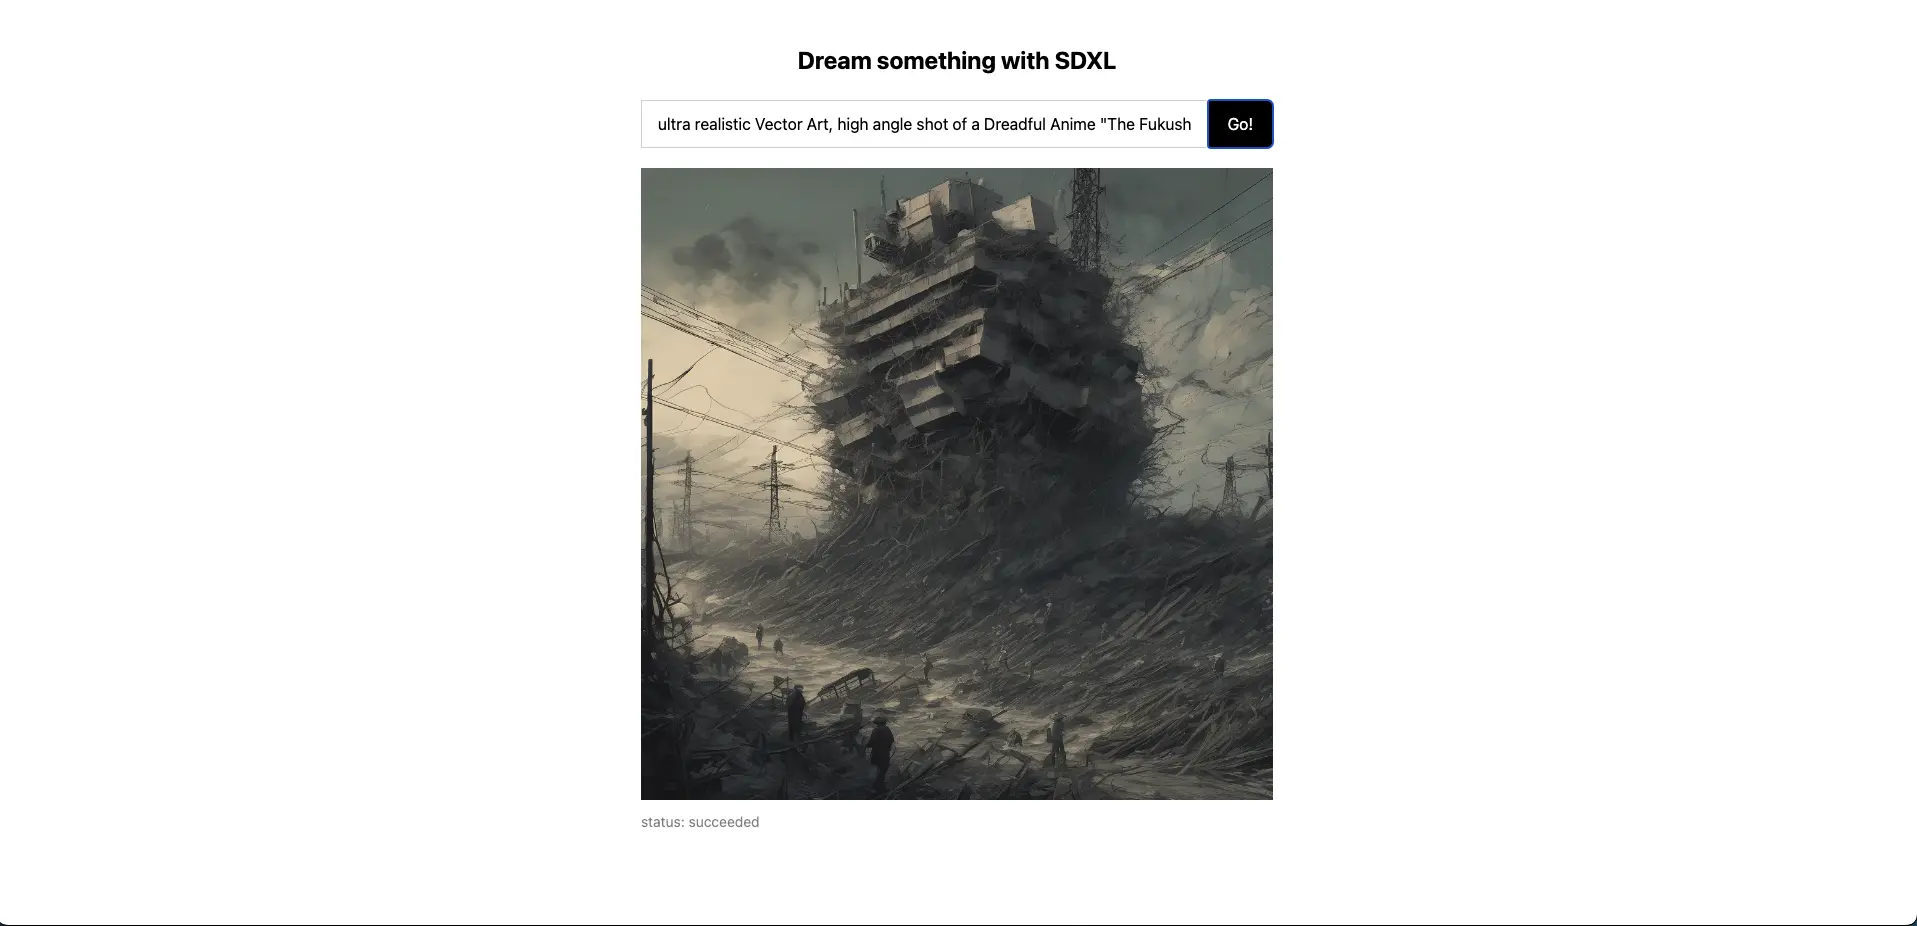 Dream something with SDXL
ultra realistic Vector Art, high angle shot of a Dreadful Anime "The Fukush
Go!
status: succeeded